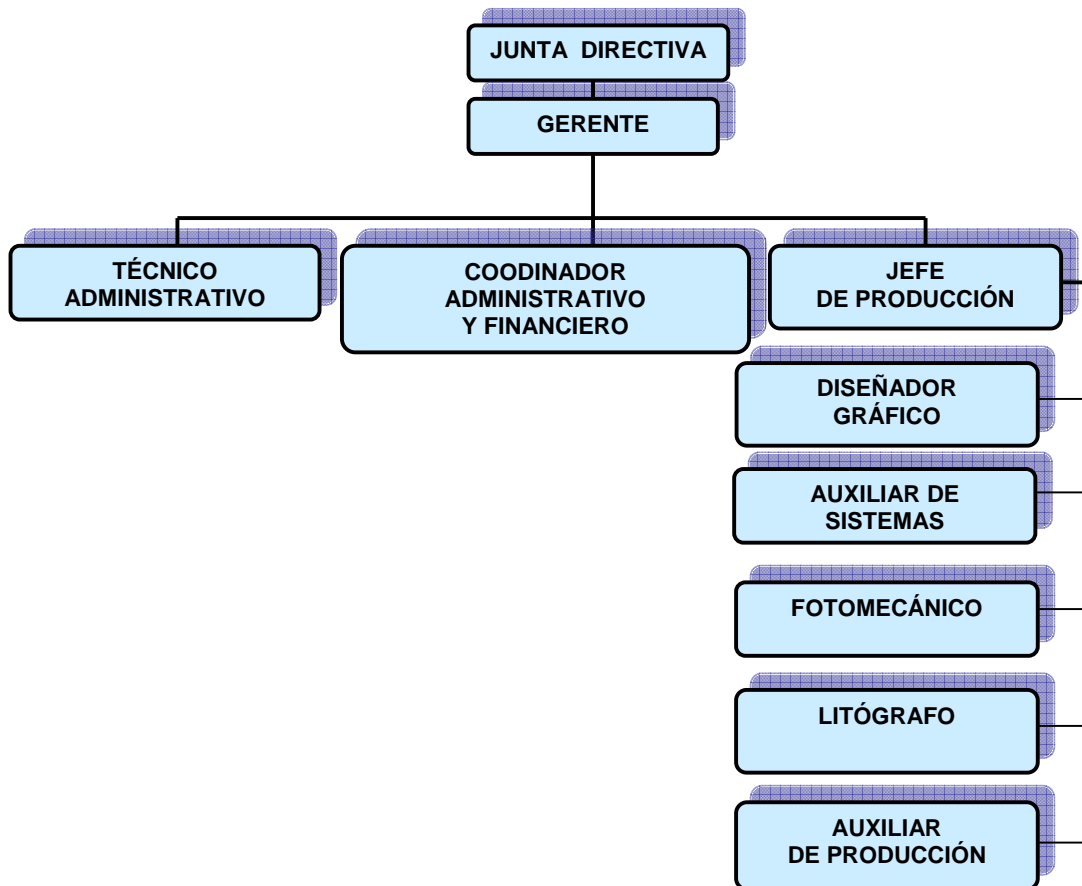 JUNTA DIRECTIVA
GERENTE
TÉCNICO
ADMINISTRATIVO
COODINADOR
ADMINISTRATIVO
Y FINANCIERO
JEFE
DE PRODUCCIÓN
DISEÑADOR
GRÁFICO
AUXILIAR DE
SISTEMAS
FOTOMECÁNICO
LITÓGRAFO
AUXILIAR
DE PRODUCCIÓN